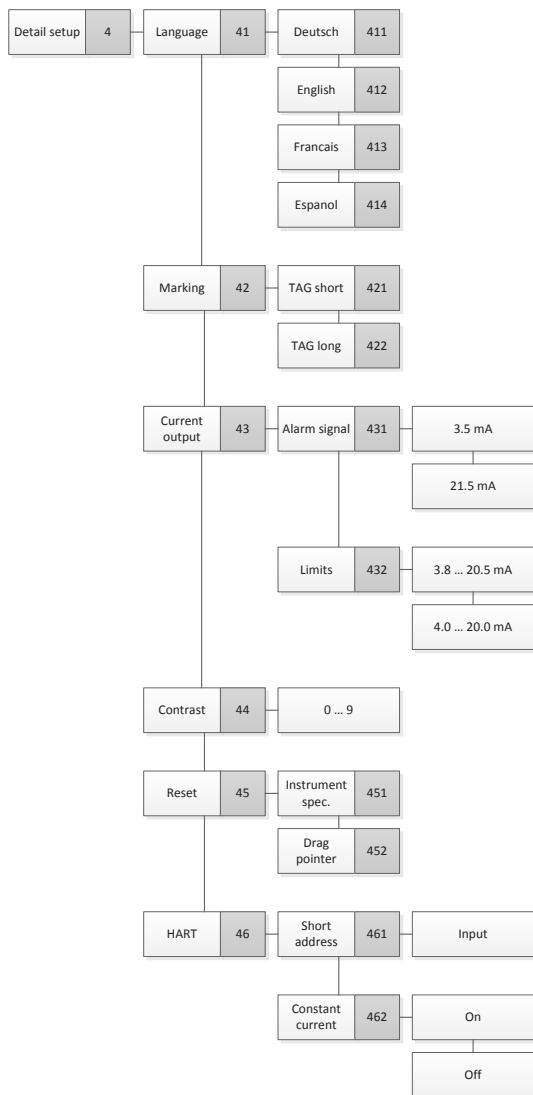 Detail setup 4 Language 41 Deutsch 411
English 412
Francais 413
Espanol 414
Marking 42 TAG short 421
TAG long 422
Current
output 43 Alarm signal 431 3.5 mA
21.5 mA
Limits 432 3.8 ... 20.5 mA
4.0 ... 20.0 mA
Contrast 44 0 ... 9
Reset 45 Instrument
spec. 451
Drag
pointer 452
HART 46 Short
address 461 Input
Constant
current 462 On
Off